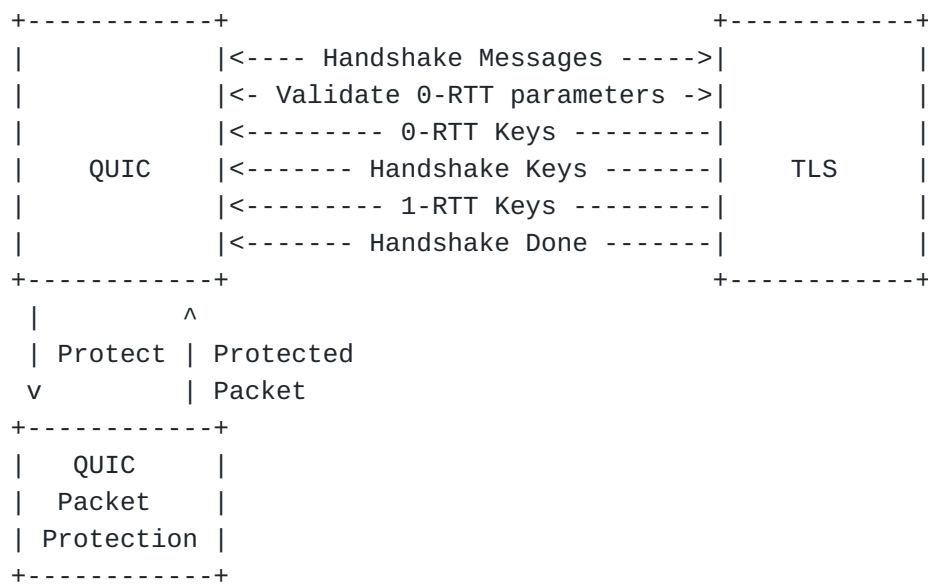 +------------+                               +------------+
|            |<---- Handshake Messages ----->|            |
|            |<- Validate 0-RTT parameters ->|            |
|            |<--------- 0-RTT Keys ---------|            |
|    QUIC    |<------- Handshake Keys -------|    TLS     |
|            |<--------- 1-RTT Keys ---------|            |
|            |<------- Handshake Done -------|            |
+------------+                               +------------+
 |         ^
 | Protect | Protected
 v         | Packet
+------------+
|   QUIC     |
|  Packet    |
| Protection |
+------------+